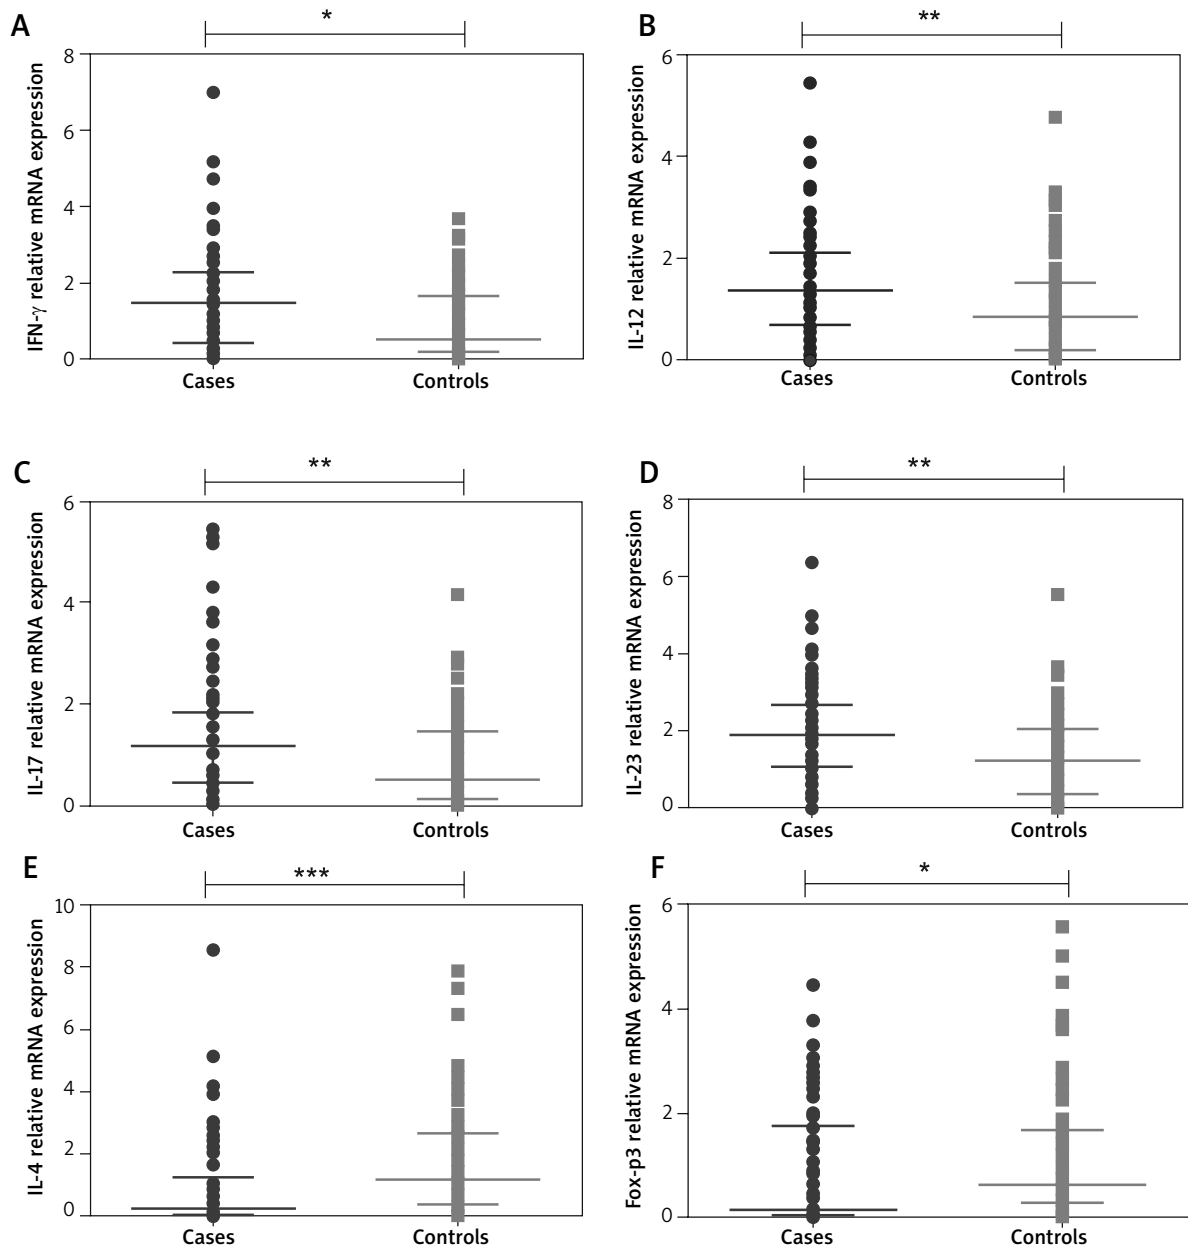 A
*
IFN-γ relative mRNA expression
8
6
4
2
0
Cases
Controls
B
**
IL-12 relative mRNA expression
6
4
2
0
Cases
Controls
C
**
IL-17 relative mRNA expression
6
4
2
0
Cases
Controls
D
**
IL-23 relative mRNA expression
8
6
4
2
0
Cases
Controls
E
***
IL-4 relative mRNA expression
10
8
6
4
2
0
Cases
Controls
F
*
Fox-p3 relative mRNA expression
6
4
2
0
Cases
Controls